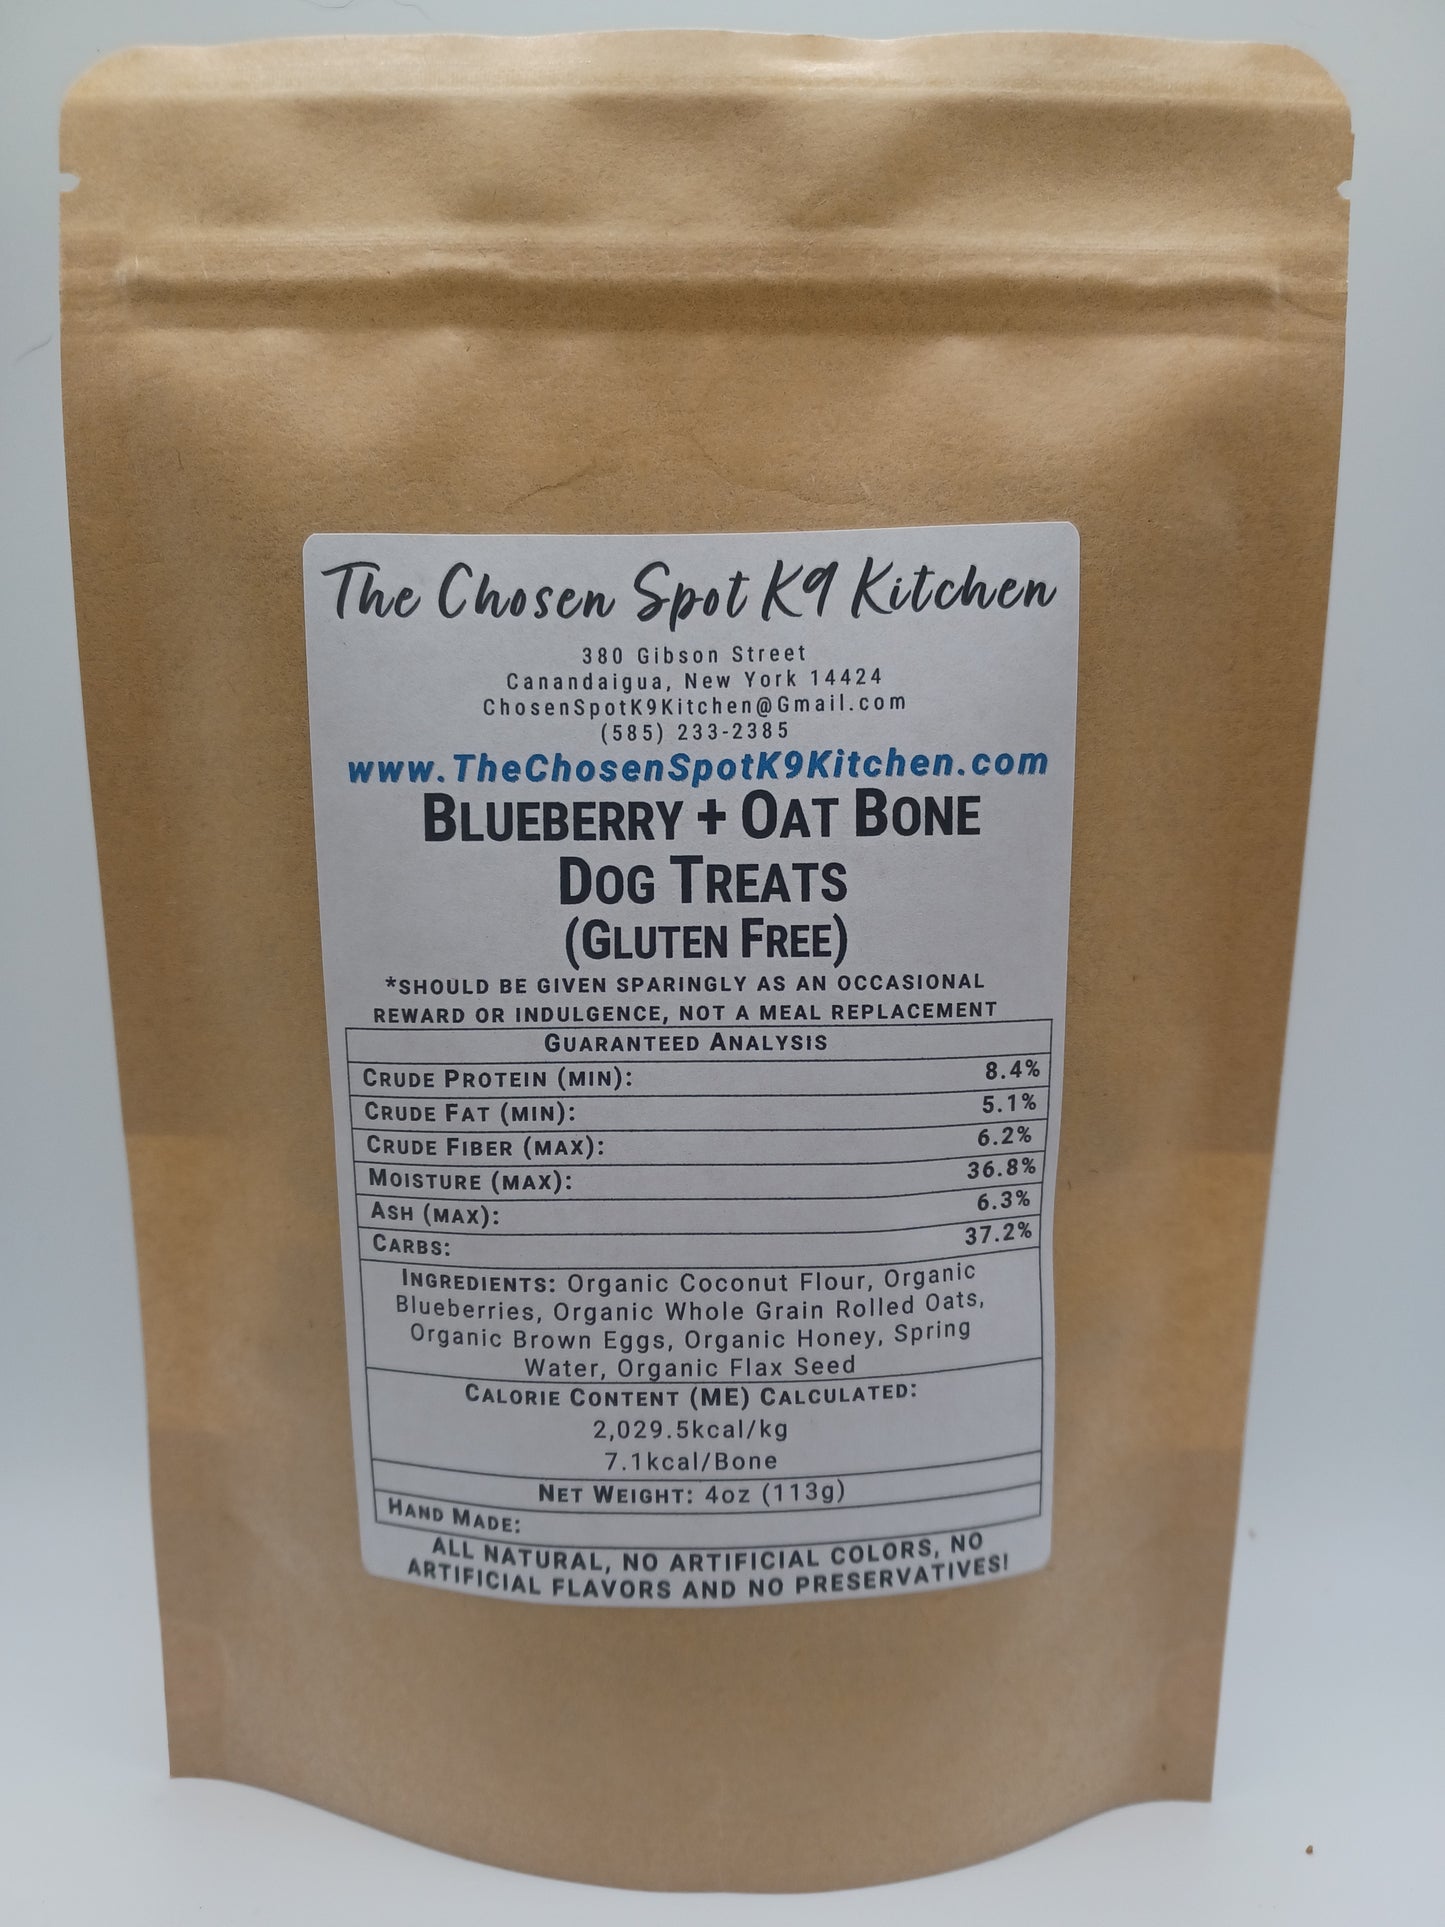 The Chosen Spot K9 Kitchen
380 Gibson Street
Canandaigua, New York 14424
ChosenSpotK9Kitchen@Gmail.com
(585) 233-2385
www.TheChosenSpotK9Kitchen.com
BLUEBERRY + OAT BONE
DOG TREATS
(GLUTEN FREE)
*SHOULD BE GIVEN SPARINGLY AS AN OCCASIONAL
REWARD OR INDULGENCE, NOT A MEAL REPLACEMENT
GUARANTEED ANALYSIS
CRUDE PROTEIN (MIN): 8.4%
CRUDE FAT (MIN): 5.1%
CRUDE FIBER (MAX): 6.2%
MOISTURE (MAX): 36.8%
ASH (MAX): 6.3%
CARBS: 37.2%
INGREDIENTS: Organic Coconut Flour, Organic
Blueberries, Organic Whole Grain Rolled Oats,
Organic Brown Eggs, Organic Honey, Spring
Water, Organic Flax Seed
CALORIE CONTENT (ME) CALCULATED:
2,029.5kcal/kg
7.1kcal/Bone
NET WEIGHT: 4oz (113g)
HAND MADE:
ALL NATURAL, NO ARTIFICIAL COLORS, NO
ARTIFICIAL FLAVORS AND NO PRESERVATIVES!